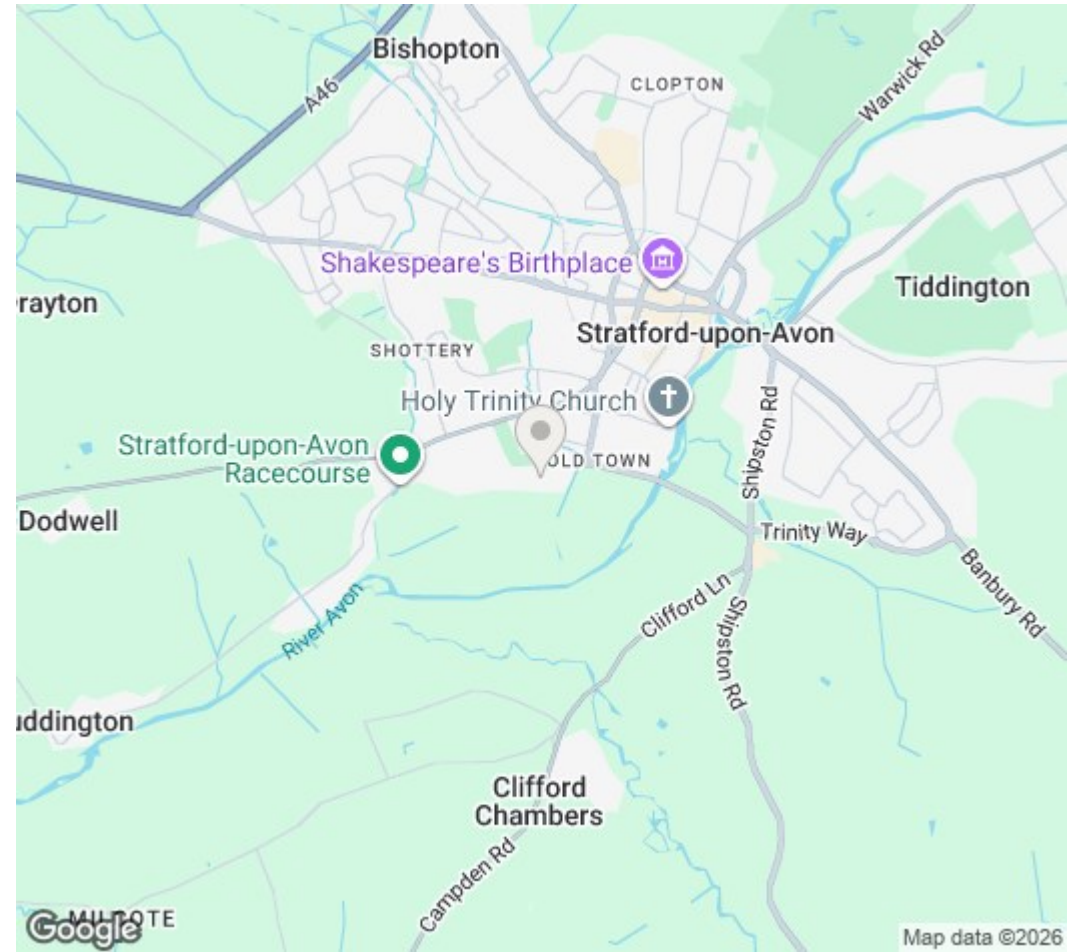 Bishopton
CLOPTON
A46
Warwick Rd
Shakespeare's Birthplace
Tiddington
rayton
Stratford-upon-Avon
SHOTTERY
Holy Trinity Church
Stratford-upon-Avon
Racecourse
OLD TOWN
Shipston Rd
Dodwell
Trinity Way
Banbury Rd
Clifford Ln
River Avon
Shipston Rd
uddington
Clifford
Chambers
Campden Rd
Google
Map data ©2026